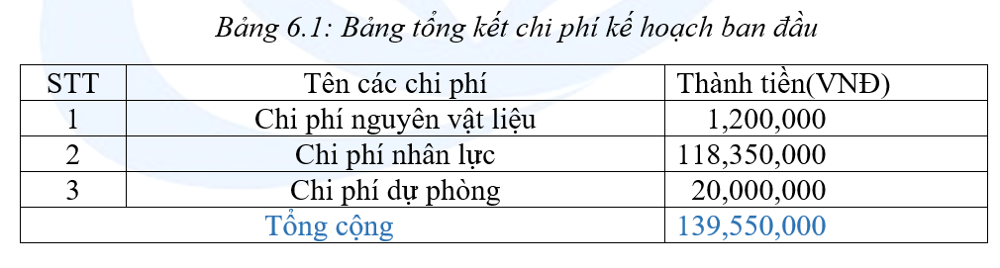 Bảng 6.1: Bảng tổng kết chi phí kế hoạch ban đầu
STT Tên các chi phí Thành tiền(VNĐ)
1 Chi phí nguyên vật liệu 1,200,000
2 Chi phí nhân lực 118,350,000
3 Chi phí dự phòng 20,000,000
Tổng cộng 139,550,000